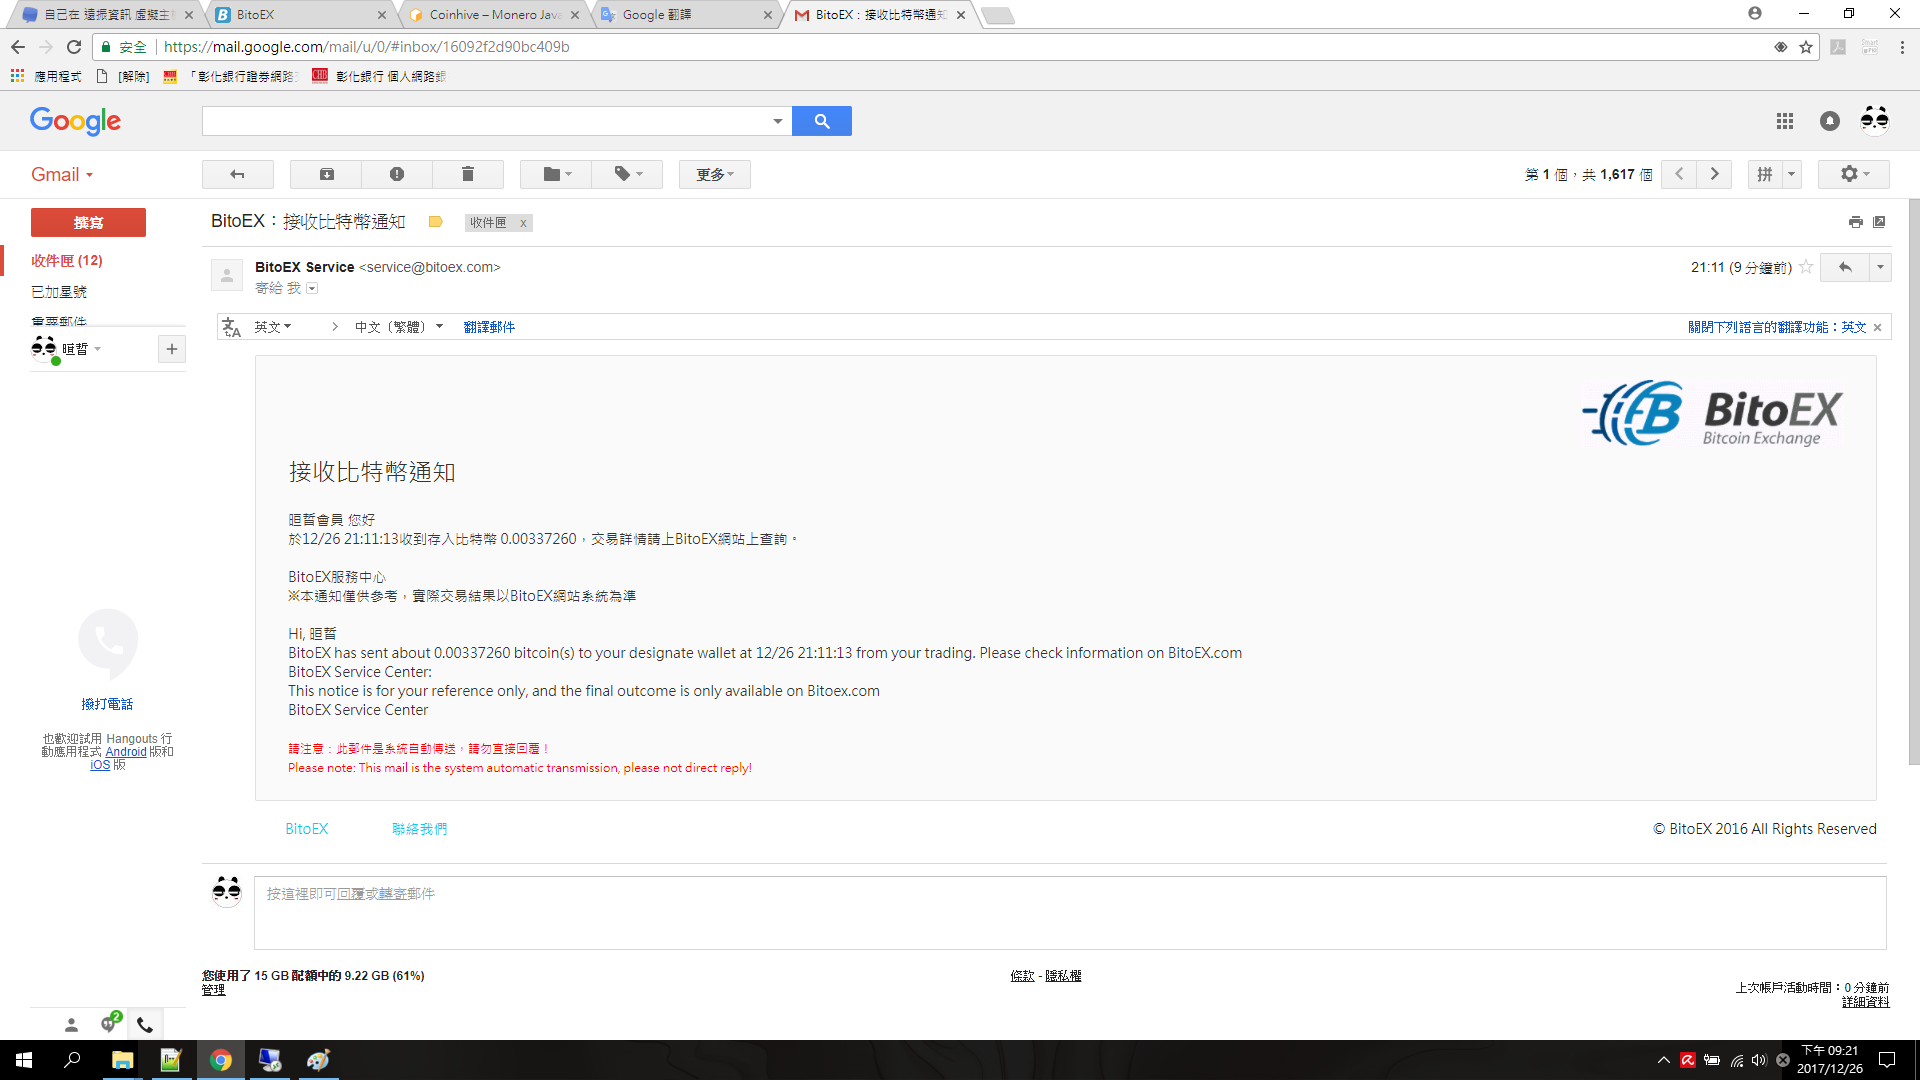 自己在 遠振資訊 虛擬主
BitoEX
Coinhive – Monero Java
Google 翻譯
BitoEX：接收比特幣通知
安全
https://mail.google.com/mail/u/0/#inbox/16092f2d90bc409b
應用程式
[解除]
「彰化銀行證券網路
彰化銀行 個人網路銀
Google
Gmail
更多
第 1 個，共 1,617 個
拼
撰寫
BitoEX：接收比特幣通知
收件匣 x
收件匣 (12)
已加星號
重要郵件
BitoEX Service <service@bitoex.com>
21:11 (9 分鐘前)
寄給 我
英文
中文（繁體）
翻譯郵件
關閉下列語言的翻譯功能：英文
晅晢
BitoEX
Bitcoin Exchange
接收比特幣通知
晅晢會員 您好
於12/26 21:11:13收到存入比特幣 0.00337260，交易詳情請上BitoEX網站上查詢。
BitoEX服務中心
※本通知僅供參考，實際交易結果以BitoEX網站系統為準
Hi, 晅晢
BitoEX has sent about 0.00337260 bitcoin(s) to your designate wallet at 12/26 21:11:13 from your trading. Please check information on BitoEX.com
BitoEX Service Center:
This notice is for your reference only, and the final outcome is only available on Bitoex.com
BitoEX Service Center
請注意：此郵件是系統自動傳送，請勿直接回覆！
Please note: This mail is the system automatic transmission, please not direct reply!
撥打電話
也歡迎試用 Hangouts 行
動應用程式 Android 版和
iOS 版
BitoEX
聯絡我們
© BitoEX 2016 All Rights Reserved
按這裡即可回覆或轉寄郵件
您使用了 15 GB 配額中的 9.22 GB (61%)
管理
條款 - 隱私權
上次帳戶活動時間：0 分鐘前
詳細資料
2
下午 09:21
2017/12/26